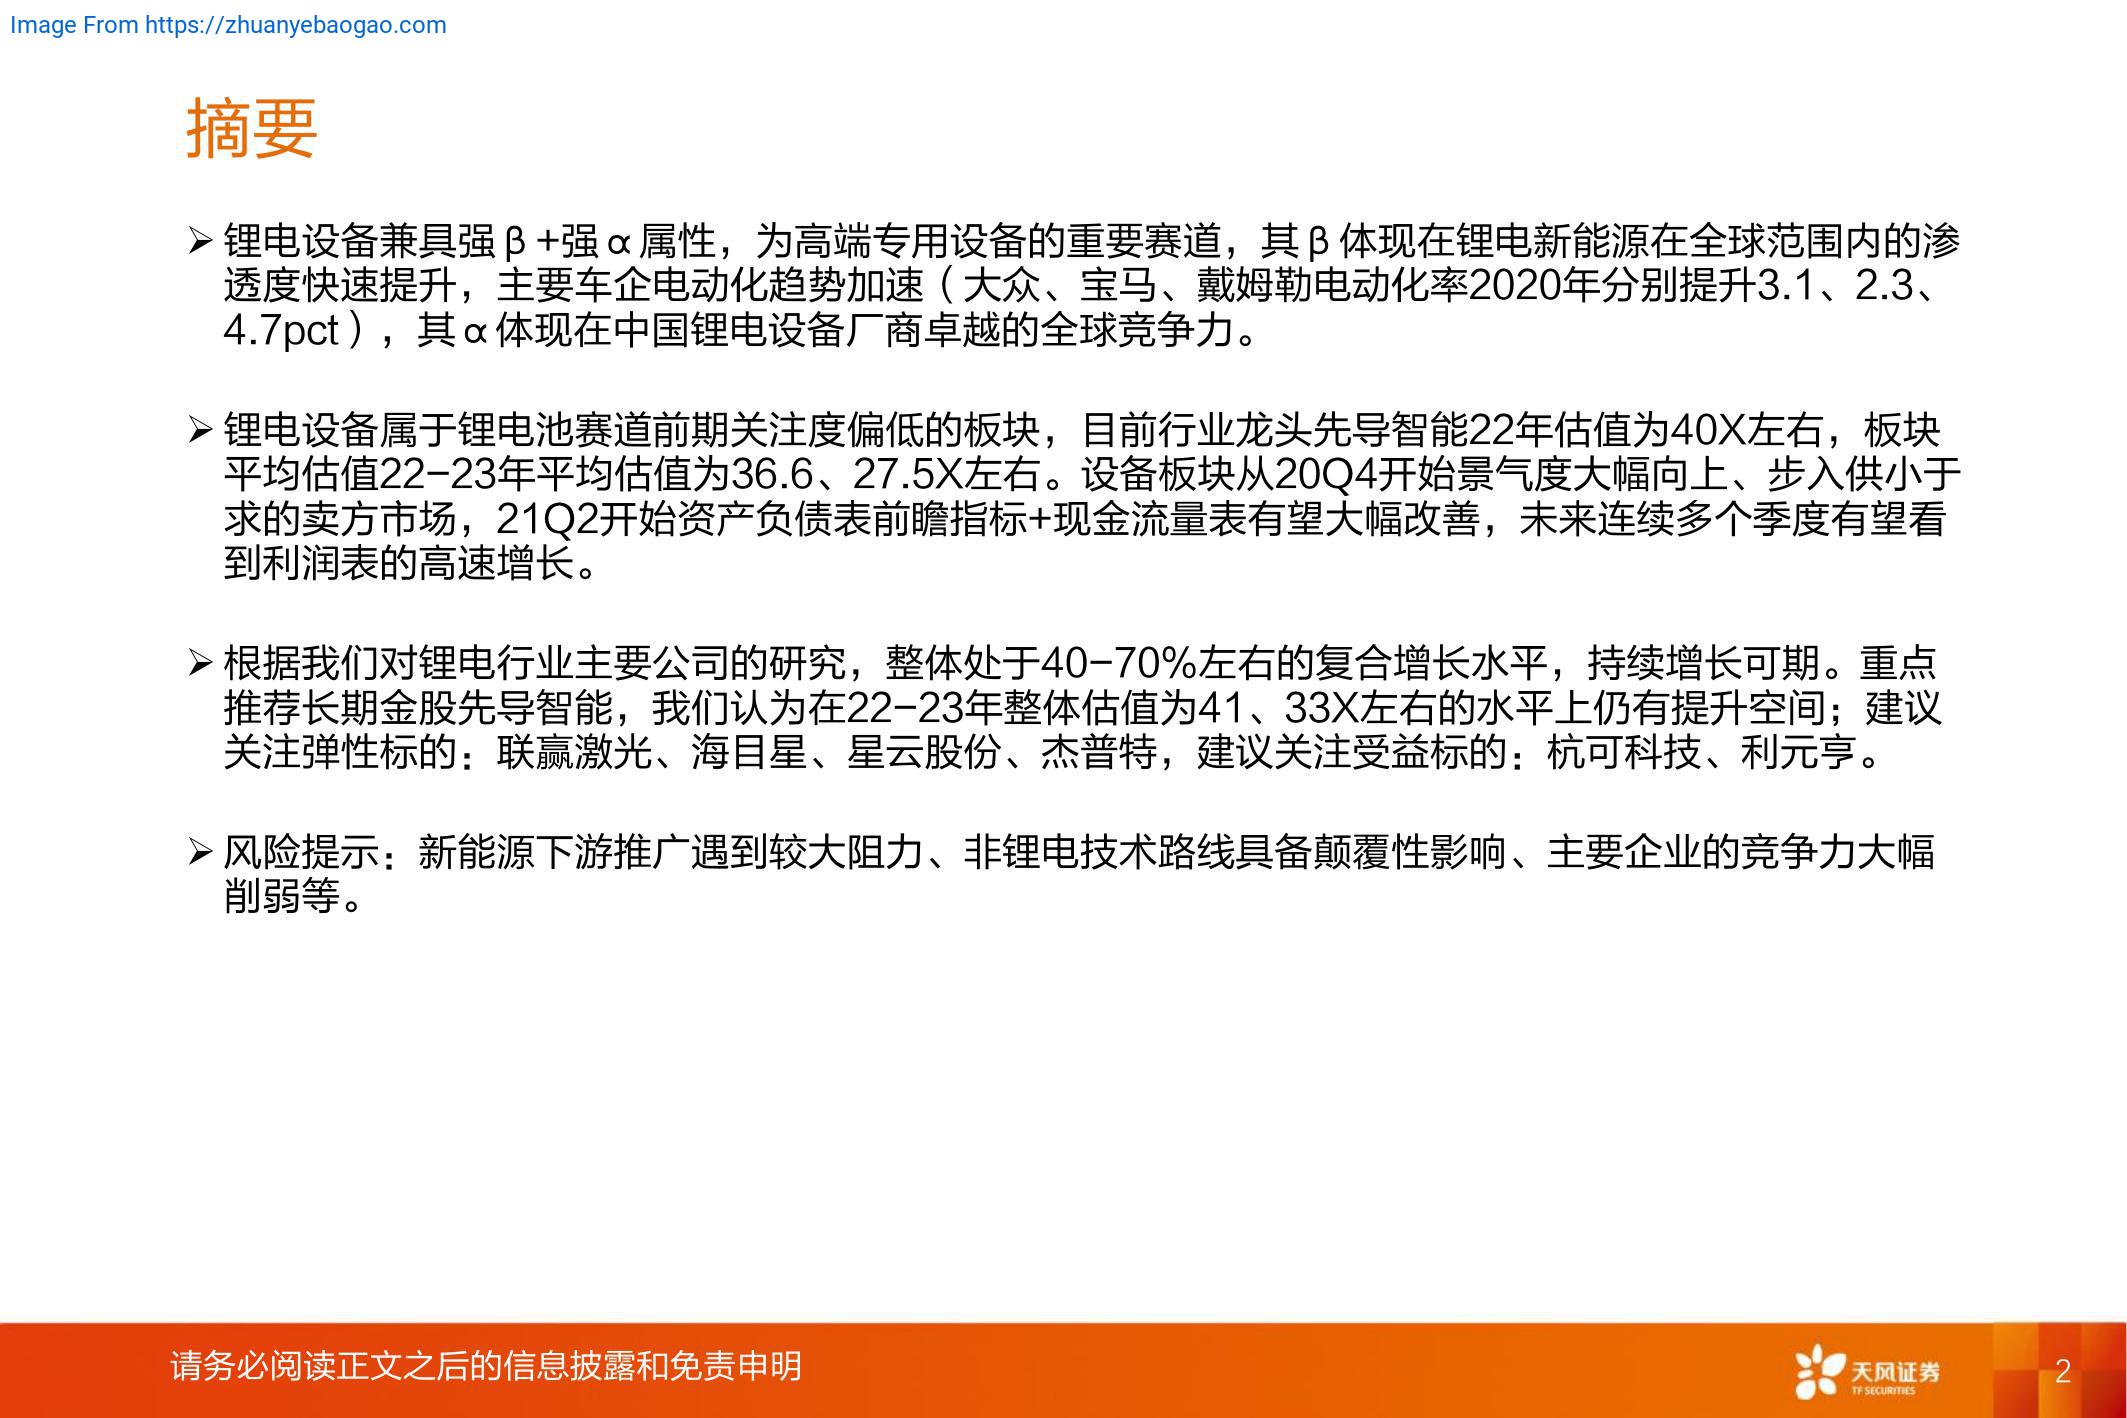 Image From https://zhuanyebaogao.com
摘要
➢ 锂电设备兼具强β+强α属性，为高端专用设备的重要赛道，其β体现在锂电新能源在全球范围内的渗
透度快速提升，主要车企电动化趋势加速（大众、宝马、戴姆勒电动化率2020年分别提升3.1、2.3、
4.7pct），其α体现在中国锂电设备厂商卓越的全球竞争力。
➢ 锂电设备属于锂电池赛道前期关注度偏低的板块，目前行业龙头先导智能22年估值为40X左右，板块
平均估值22-23年平均估值为36.6、27.5X左右。设备板块从20Q4开始景气度大幅向上、步入供小于
求的卖方市场，21Q2开始资产负债表前瞻指标+现金流量表有望大幅改善，未来连续多个季度有望看
到利润表的高速增长。
➢ 根据我们对锂电行业主要公司的研究，整体处于40-70%左右的复合增长水平，持续增长可期。重点
推荐长期金股先导智能，我们认为在22-23年整体估值为41、33X左右的水平上仍有提升空间；建议
关注弹性标的：联赢激光、海目星、星云股份、杰普特，建议关注受益标的：杭可科技、利元亨。
➢ 风险提示：新能源下游推广遇到较大阻力、非锂电技术路线具备颠覆性影响、主要企业的竞争力大幅
削弱等。
请务必阅读正文之后的信息披露和免责申明
天风证券
TF SECURITIES
2